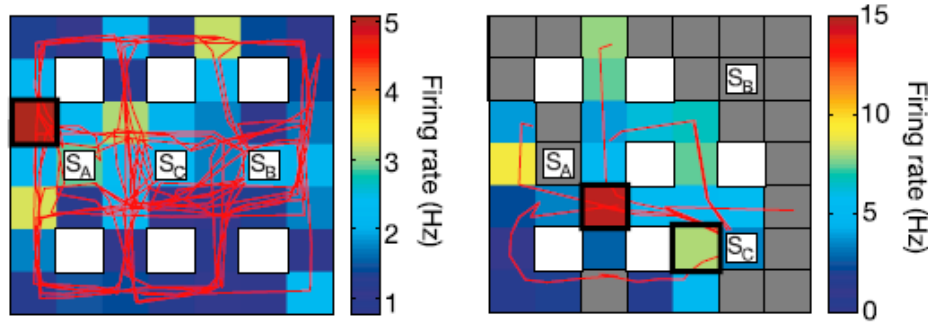 5
4
3
2
1
Firing rate (Hz)
S_A
S_C
S_B
15
10
5
0
Firing rate (Hz)
S_B
S_A
S_C